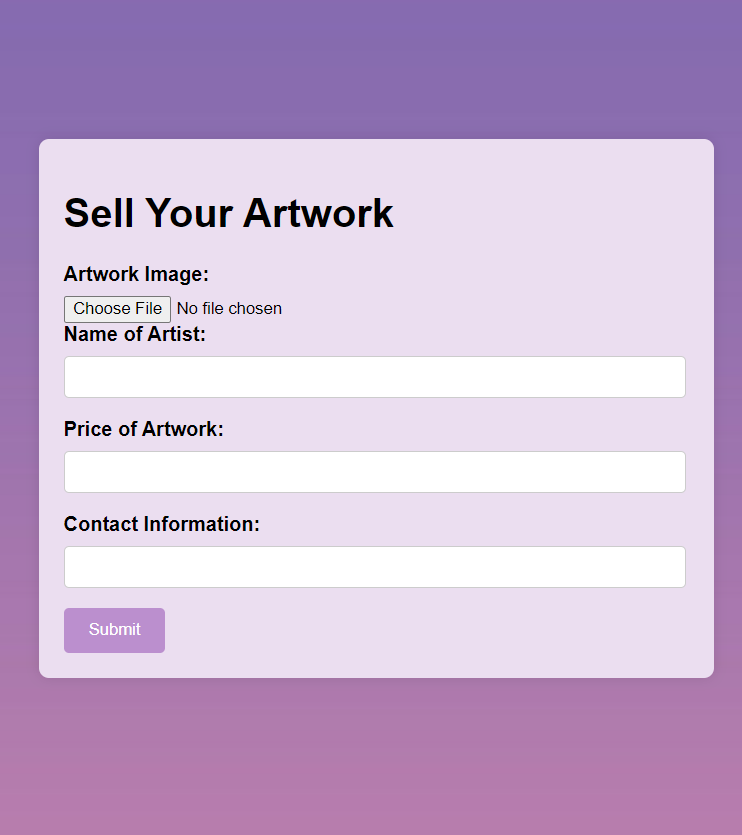 Sell Your Artwork
Artwork Image:
Choose File No file chosen
Name of Artist:
Price of Artwork:
Contact Information:
Submit